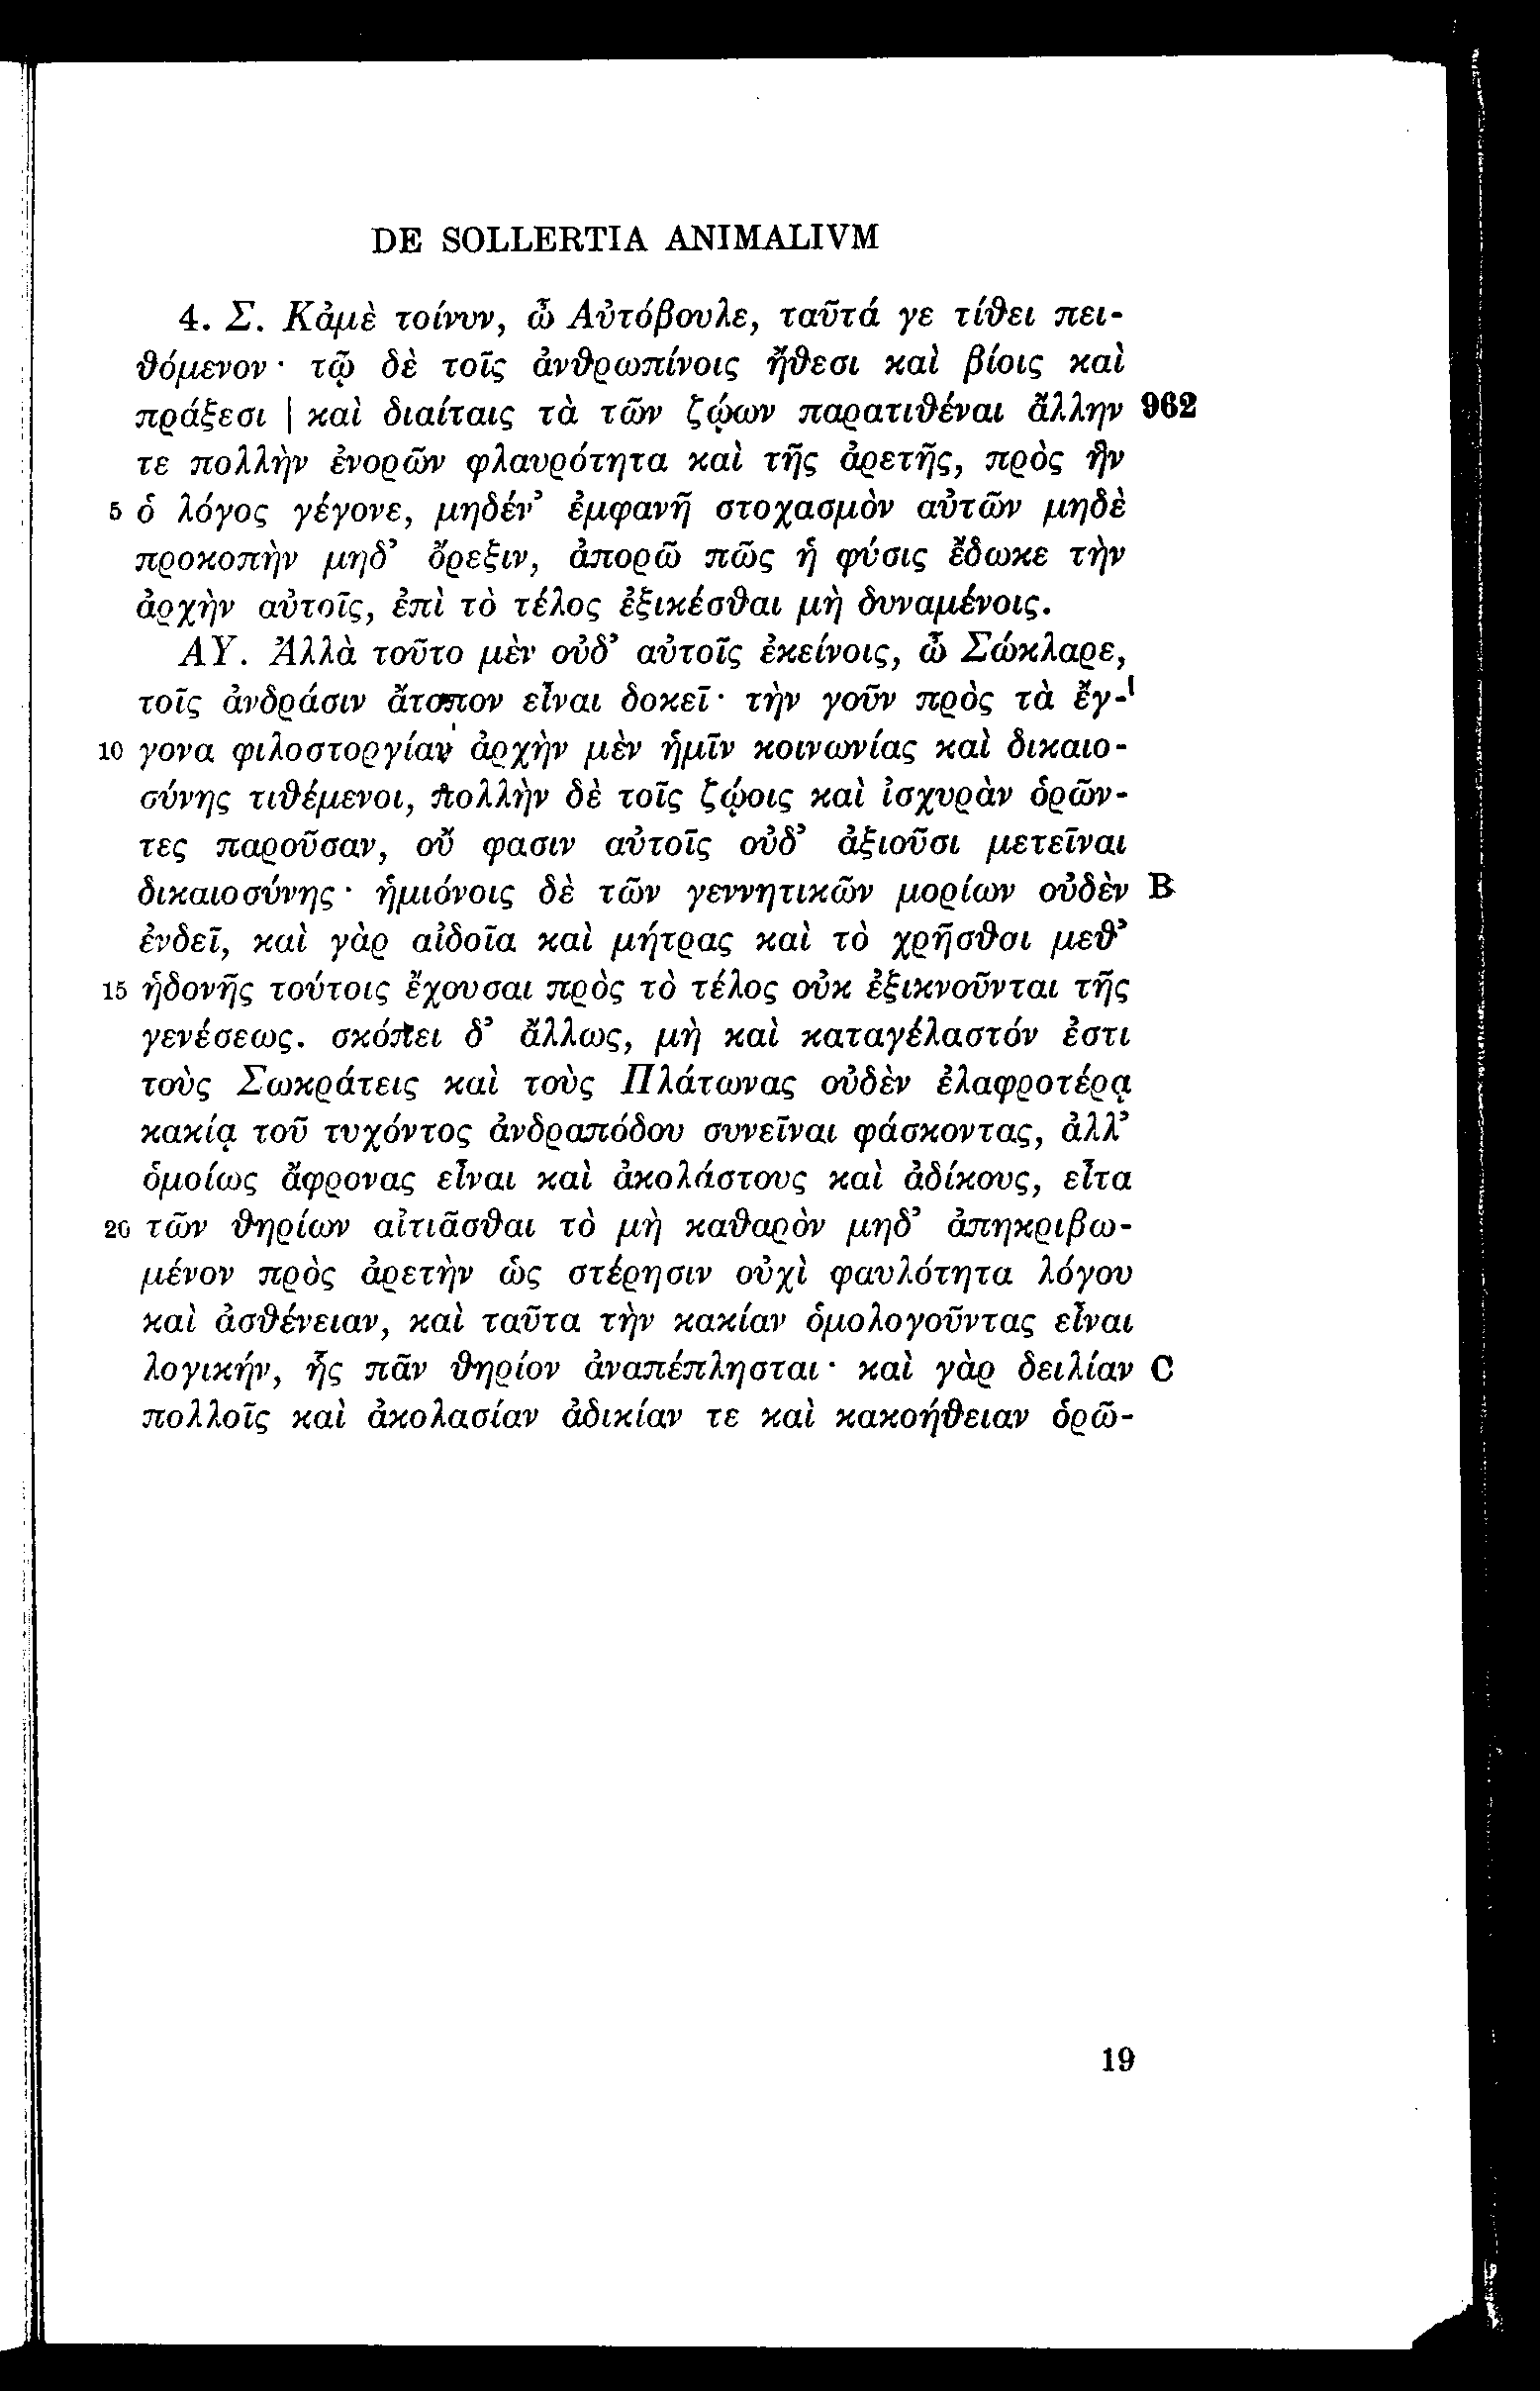 DE SOLLERTIA ANIMALIVM
4. Σ. Κἀμὲ τοίνυν, ὦ Αὐτόβουλε, ταῦτά γε τίθει πει-
θόμενον· τῷ δὲ τοῖς ἀνθρωπίνοις ἤθεσι καὶ βίοις καὶ
πράξεσι | καὶ διαίταις τὰ τῶν ζῴων παρατιθέναι ἄλλην 962
τε πολλὴν ἐνορῶν φλαυρότητα καὶ τῆς ἀρετῆς, πρὸς ἣν
5 ὁ λόγος γέγονε, μηδέν’ ἐμφανῆ στοχασμὸν αὐτῶν μηδὲ
προκοπὴν μηδ’ ὄρεξιν, ἀπορῶ πῶς ἡ φύσις ἔδωκε τὴν
ἀρχὴν αὐτοῖς, ἐπὶ τὸ τέλος ἐξικέσθαι μὴ δυναμένοις.
ΑΥ. Ἀλλὰ τοῦτο μὲν οὐδ’ αὐτοῖς ἐκείνοις, ὦ Σώκλαρε,
τοῖς ἀνδράσιν ἄτοπον εἶναι δοκεῖ· τὴν γοῦν πρὸς τὰ ἔγ-
10 γονα φιλοστοργίαν ἀρχὴν μὲν ἡμῖν κοινωνίας καὶ δικαιο-
σύνης τιθέμενοι, πολλὴν δὲ τοῖς ζῴοις καὶ ἰσχυρὰν ὁρῶν-
τες παροῦσαν, οὔ φασιν αὐτοῖς οὐδ’ ἀξιοῦσι μετεῖναι
δικαιοσύνης· ἡμιόνοις δὲ τῶν γεννητικῶν μορίων οὐδὲν B
ἐνδεῖ, καὶ γὰρ αἰδοῖα καὶ μήτρας καὶ τὸ χρῆσθαι μεθ’
15 ἡδονῆς τούτοις ἔχουσαι πρὸς τὸ τέλος οὐκ ἐξικνοῦνται τῆς
γενέσεως. σκόπει δ’ ἄλλως, μὴ καὶ καταγέλαστόν ἐστι
τοὺς Σωκράτεις καὶ τοὺς Πλάτωνας οὐδὲν ἐλαφροτέρᾳ
κακίᾳ τοῦ τυχόντος ἀνδραπόδου συνεῖναι φάσκοντας, ἀλλ’
ὁμοίως ἄφρονας εἶναι καὶ ἀκολάστους καὶ ἀδίκους, εἶτα
20 τῶν θηρίων αἰτιᾶσθαι τὸ μὴ καθαρὸν μηδ’ ἀπηκριβω-
μένον πρὸς ἀρετὴν ὡς στέρησιν οὐχὶ φαυλότητα λόγου
καὶ ἀσθένειαν, καὶ ταῦτα τὴν κακίαν ὁμολογοῦντας εἶναι
λογικήν, ἧς πᾶν θηρίον ἀναπέπλησται· καὶ γὰρ δειλίαν C
πολλοῖς καὶ ἀκολασίαν ἀδικίαν τε καὶ κακοήθειαν ὁρῶ-
19